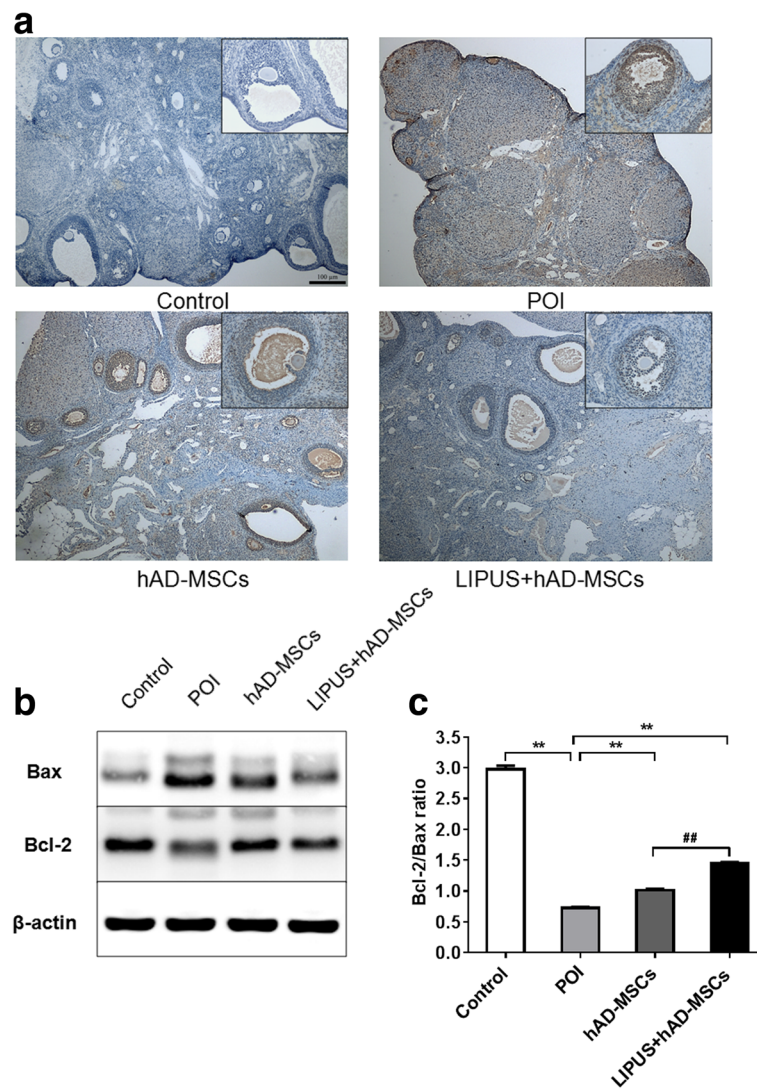 a
100 μm
Control
POI
hAD-MSCs
LIPUS+hAD-MSCs
b
Control
POI
hAD-MSCs
LIPUS+hAD-MSCs
Bax
Bcl-2
β-actin
c
Bcl-2/Bax ratio
3.5
3.0
2.5
2.0
1.5
1.0
0.5
0.0
**
**
**
##
Control
POI
hAD-MSCs
LIPUS+hAD-MSCs